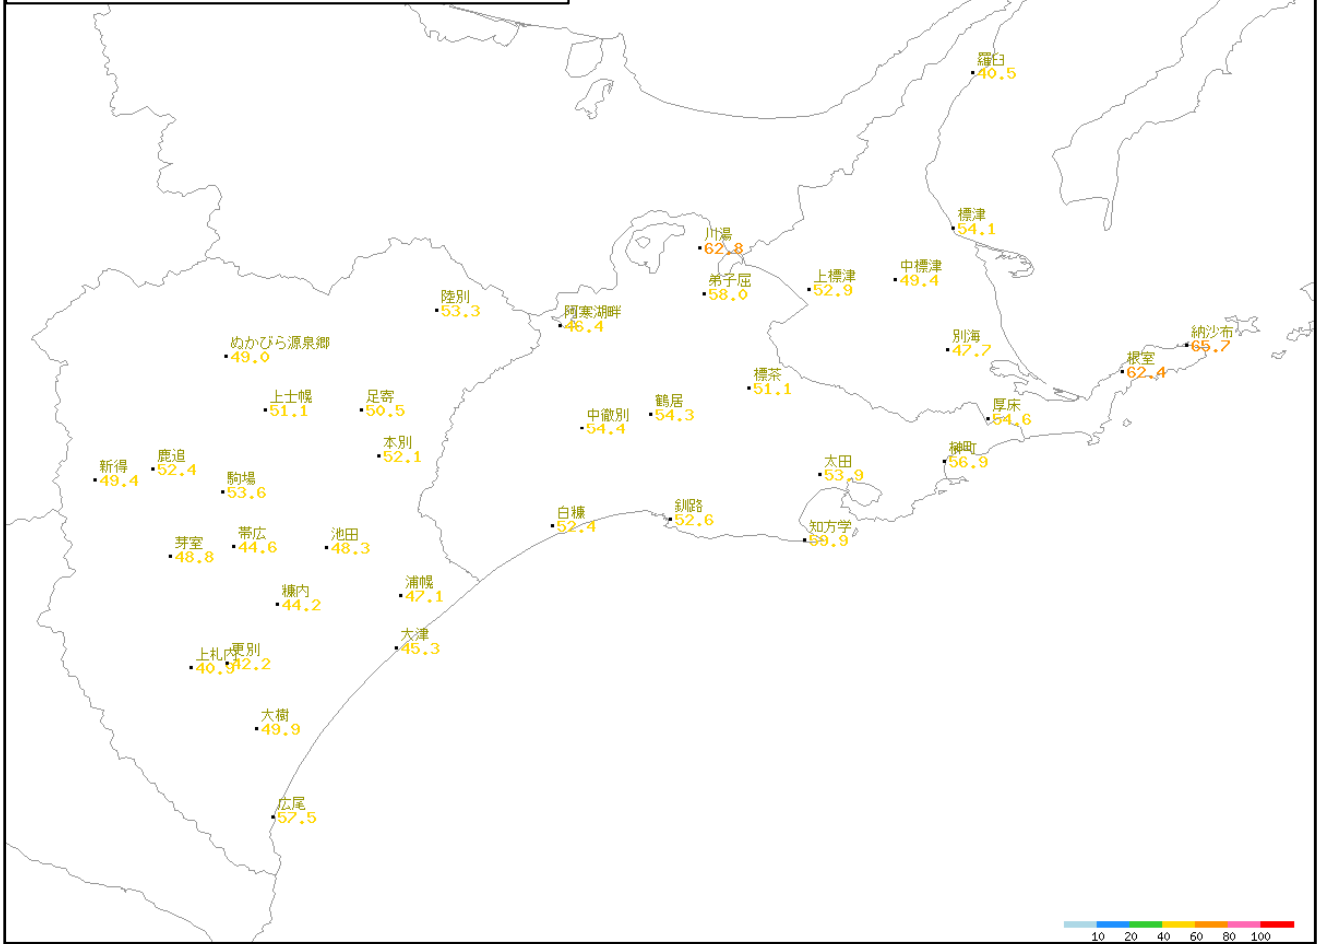 羅臼
40.5
標津
54.1
川湯
62.8
中標津
49.4
上標津
52.9
弟子屈
58.0
陸別
53.3
阿寒湖畔
46.4
納沙布
65.7
ぬかびら源泉郷
49.0
別海
47.7
根室
62.4
標茶
51.1
上士幌
51.1
足寄
50.5
鶴居
54.3
厚床
54.6
中徹別
54.4
本別
52.1
榊町
56.9
鹿追
52.4
新得
49.4
太田
53.9
駒場
53.6
白糠
52.4
釧路
52.6
知方学
59.9
帯広
44.6
池田
48.3
芽室
48.8
浦幌
47.1
糠内
44.2
大津
45.3
上札内
40.9
更別
42.2
大樹
49.9
広尾
57.5
10 20 40 60 80 100